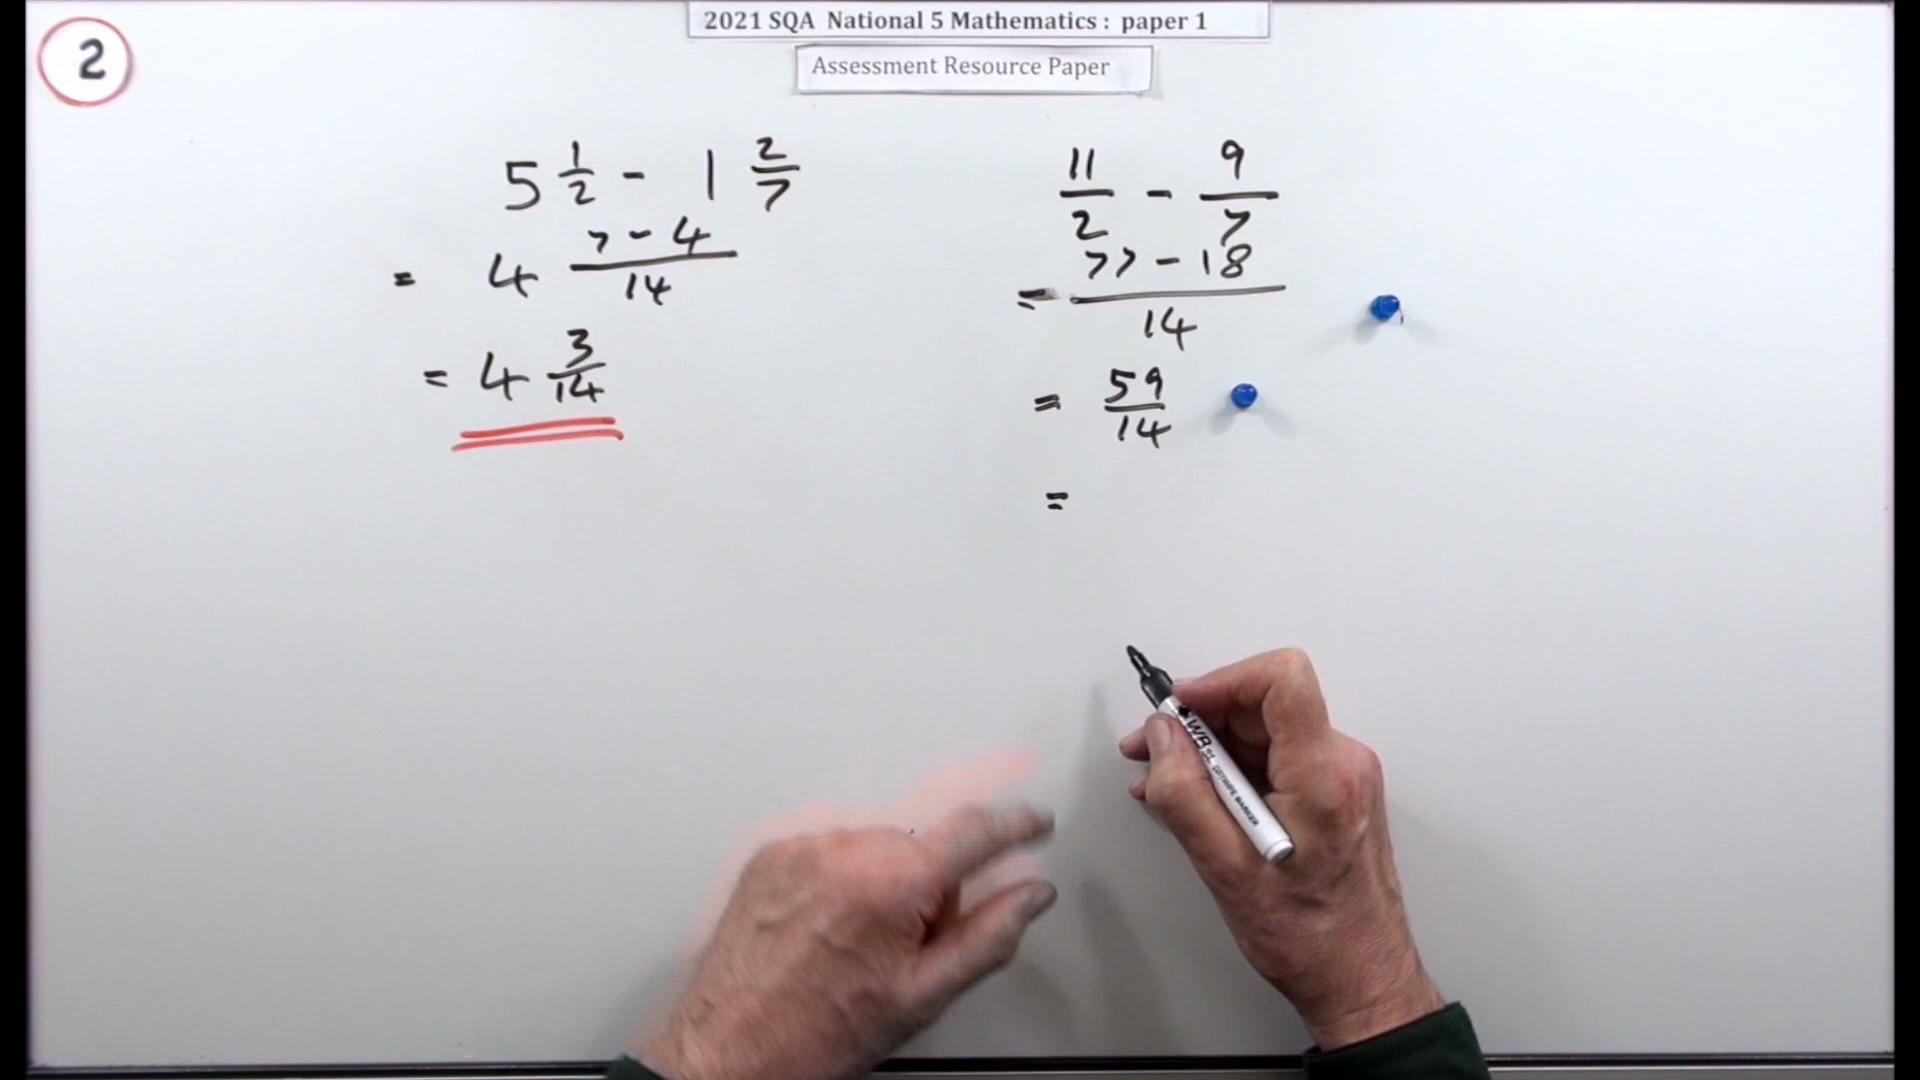 2
2021 SQA National 5 Mathematics : paper 1
Assessment Resource Paper
5 1/2 - 1 2/7
= 4 (7 - 4)/14
= 4 3/14
11/2 - 9/7
= (77 - 18)/14
= 59/14
=
WB